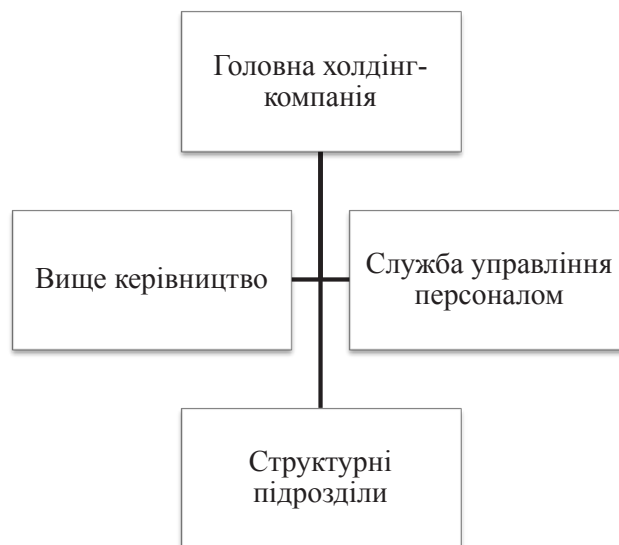 Головна холдінг-
компанія
Вище керівництво
Служба управління
персоналом
Структурні
підрозділи